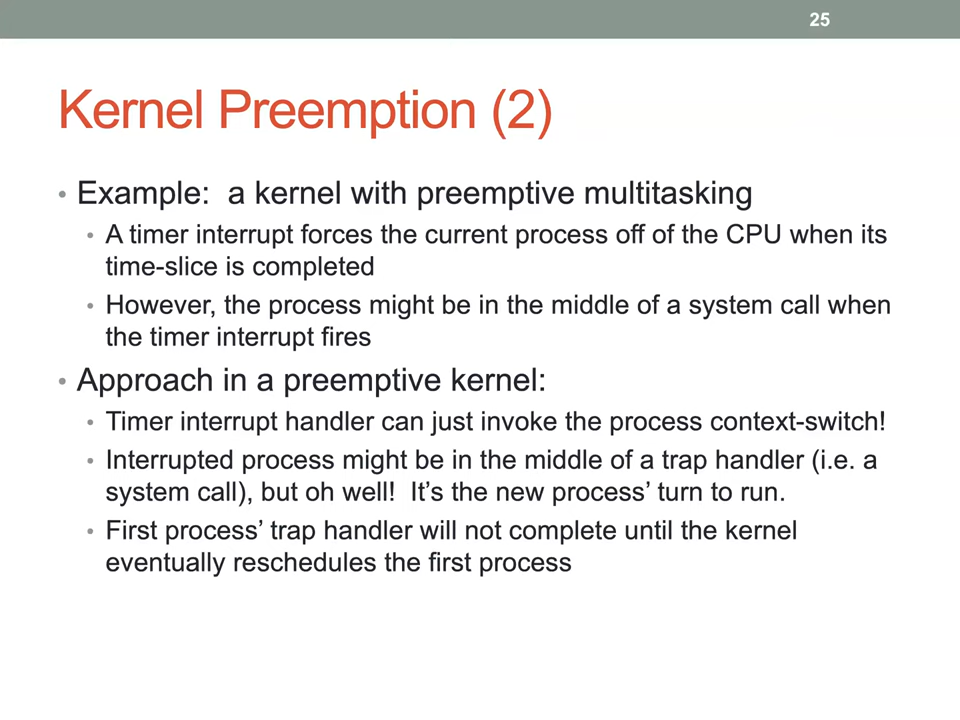 25
Kernel Preemption (2)
• Example:  a kernel with preemptive multitasking
• A timer interrupt forces the current process off of the CPU when its
time-slice is completed
• However, the process might be in the middle of a system call when
the timer interrupt fires
• Approach in a preemptive kernel:
• Timer interrupt handler can just invoke the process context-switch!
• Interrupted process might be in the middle of a trap handler (i.e. a
system call), but oh well!  It’s the new process’ turn to run.
• First process’ trap handler will not complete until the kernel
eventually reschedules the first process